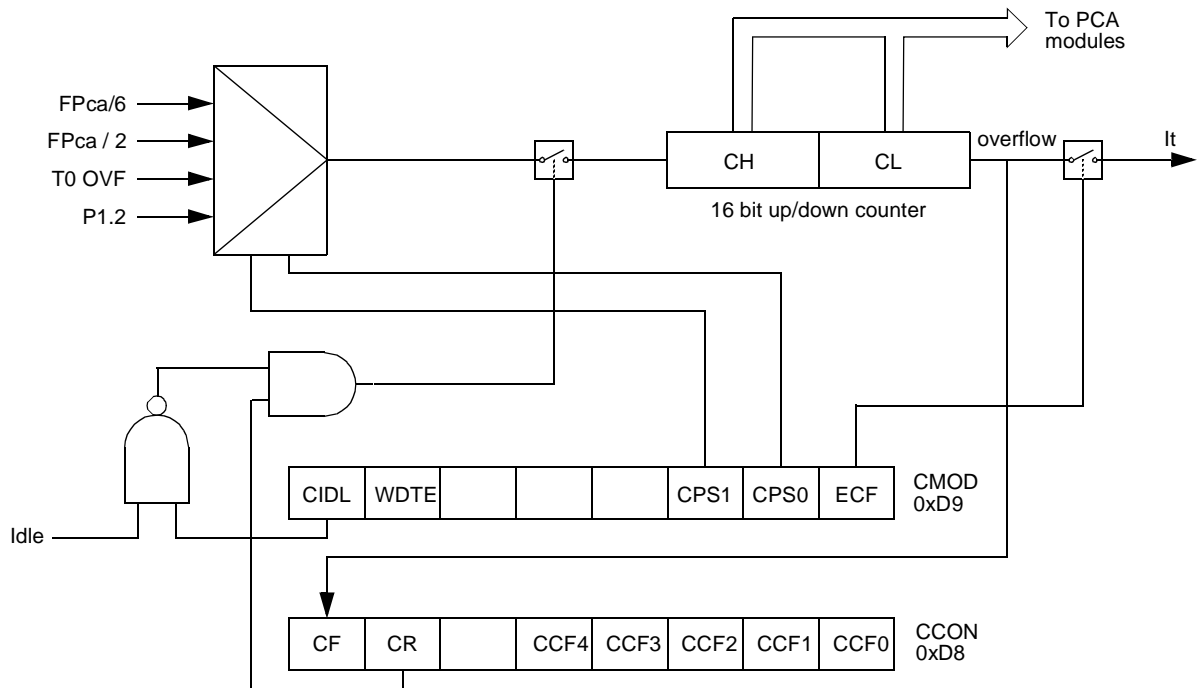 To PCA
modules
FPca/6
FPca / 2
T0 OVF
P1.2
overflow
It
CH
CL
16 bit up/down counter
CIDL
WDTE
CPS1
CPS0
ECF
CMOD
0xD9
Idle
CF
CR
CCF4
CCF3
CCF2
CCF1
CCF0
CCON
0xD8